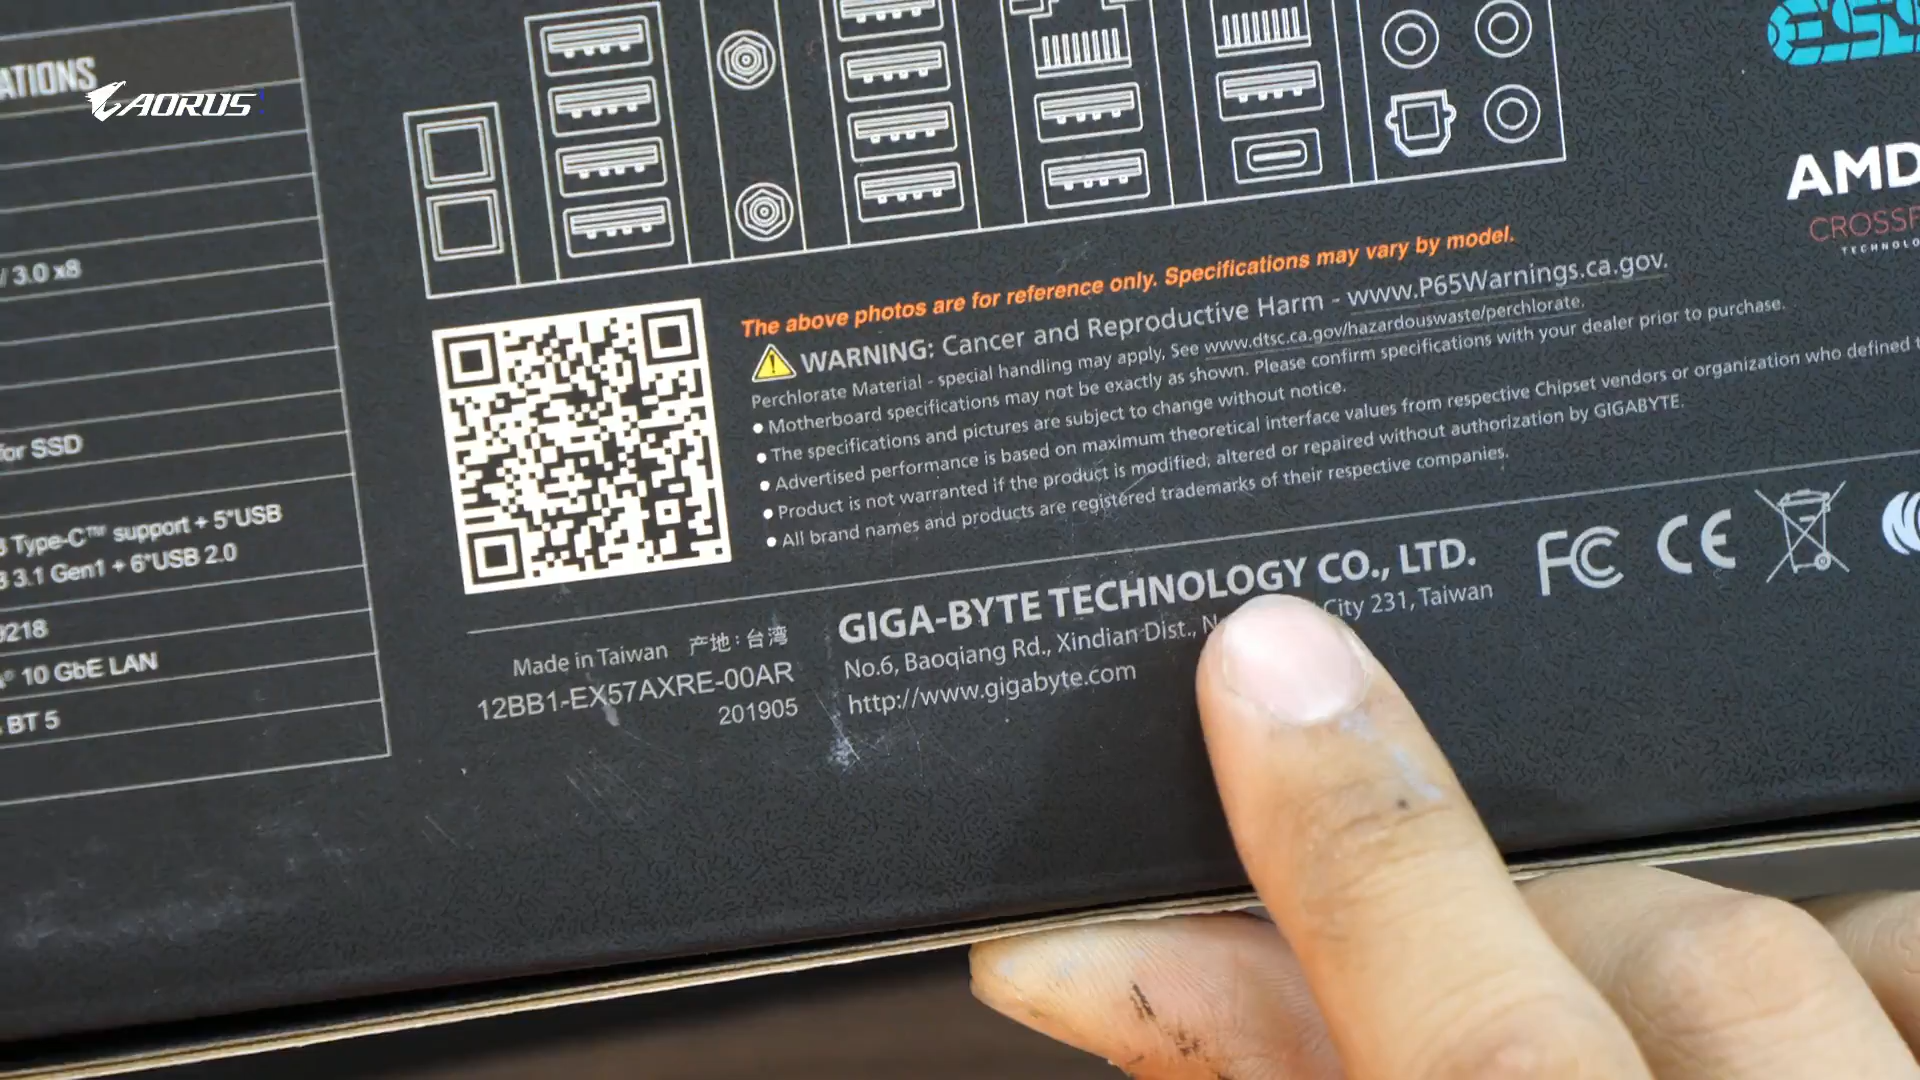 ATIONS
AORUS
/ 3.0 x8
for SSD
Type-C™ support + 5*USB
3.1 Gen1 + 6*USB 2.0
9218
10 GbE LAN
BT 5
ESS
AMD
CROSSF
TECHNOLO
The above photos are for reference only. Specifications may vary by model.
WARNING: Cancer and Reproductive Harm - www.P65Warnings.ca.gov.
Perchlorate Material - special handling may apply, See www.dtsc.ca.gov/hazardouswaste/perchlorate.
• Motherboard specifications may not be exactly as shown. Please confirm specifications with your dealer prior to purchase.
• The specifications and pictures are subject to change without notice.
• Advertised performance is based on maximum theoretical interface values from respective Chipset vendors or organization who defined
• Product is not warranted if the product is modified, altered or repaired without authorization by GIGABYTE.
• All brand names and products are registered trademarks of their respective companies.
Made in Taiwan 产地：台湾
12BB1-EX57AXRE-00AR
201905
GIGA-BYTE TECHNOLOGY CO., LTD.
No.6, Baoqiang Rd., Xindian Dist., City 231, Taiwan
http://www.gigabyte.com
FC CE